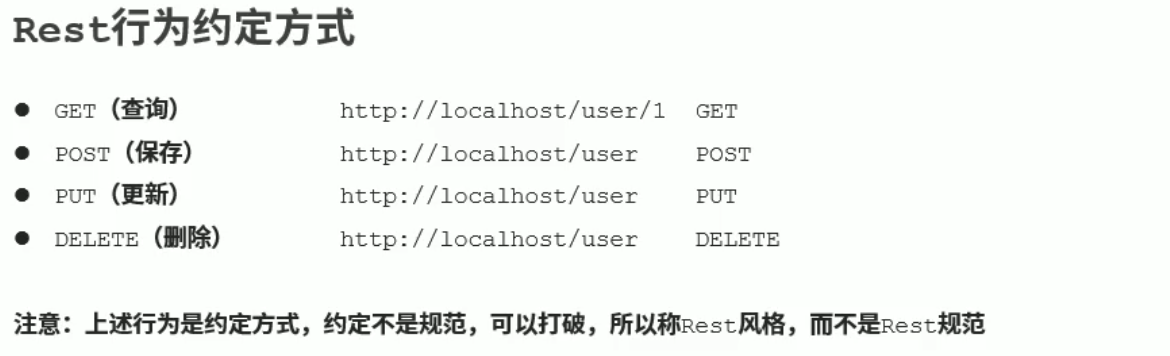 Rest行为约定方式
● GET（查询） http://localhost/user/1 GET
● POST（保存） http://localhost/user POST
● PUT（更新） http://localhost/user PUT
● DELETE（删除） http://localhost/user DELETE
注意：上述行为是约定方式，约定不是规范，可以打破，所以称Rest风格，而不是Rest规范